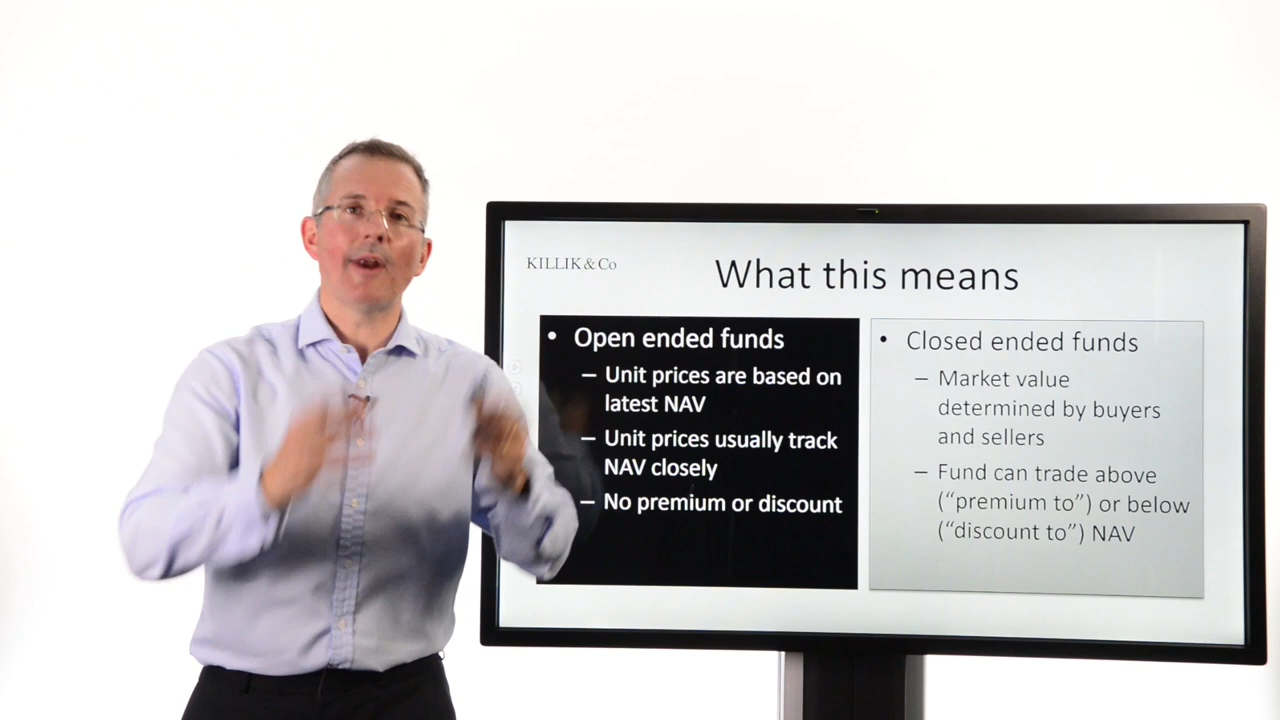 KILLIK & Co
What this means
• Open ended funds
– Unit prices are based on
latest NAV
– Unit prices usually track
NAV closely
– No premium or discount
• Closed ended funds
– Market value
determined by buyers
and sellers
– Fund can trade above
(“premium to”) or below
(“discount to”) NAV